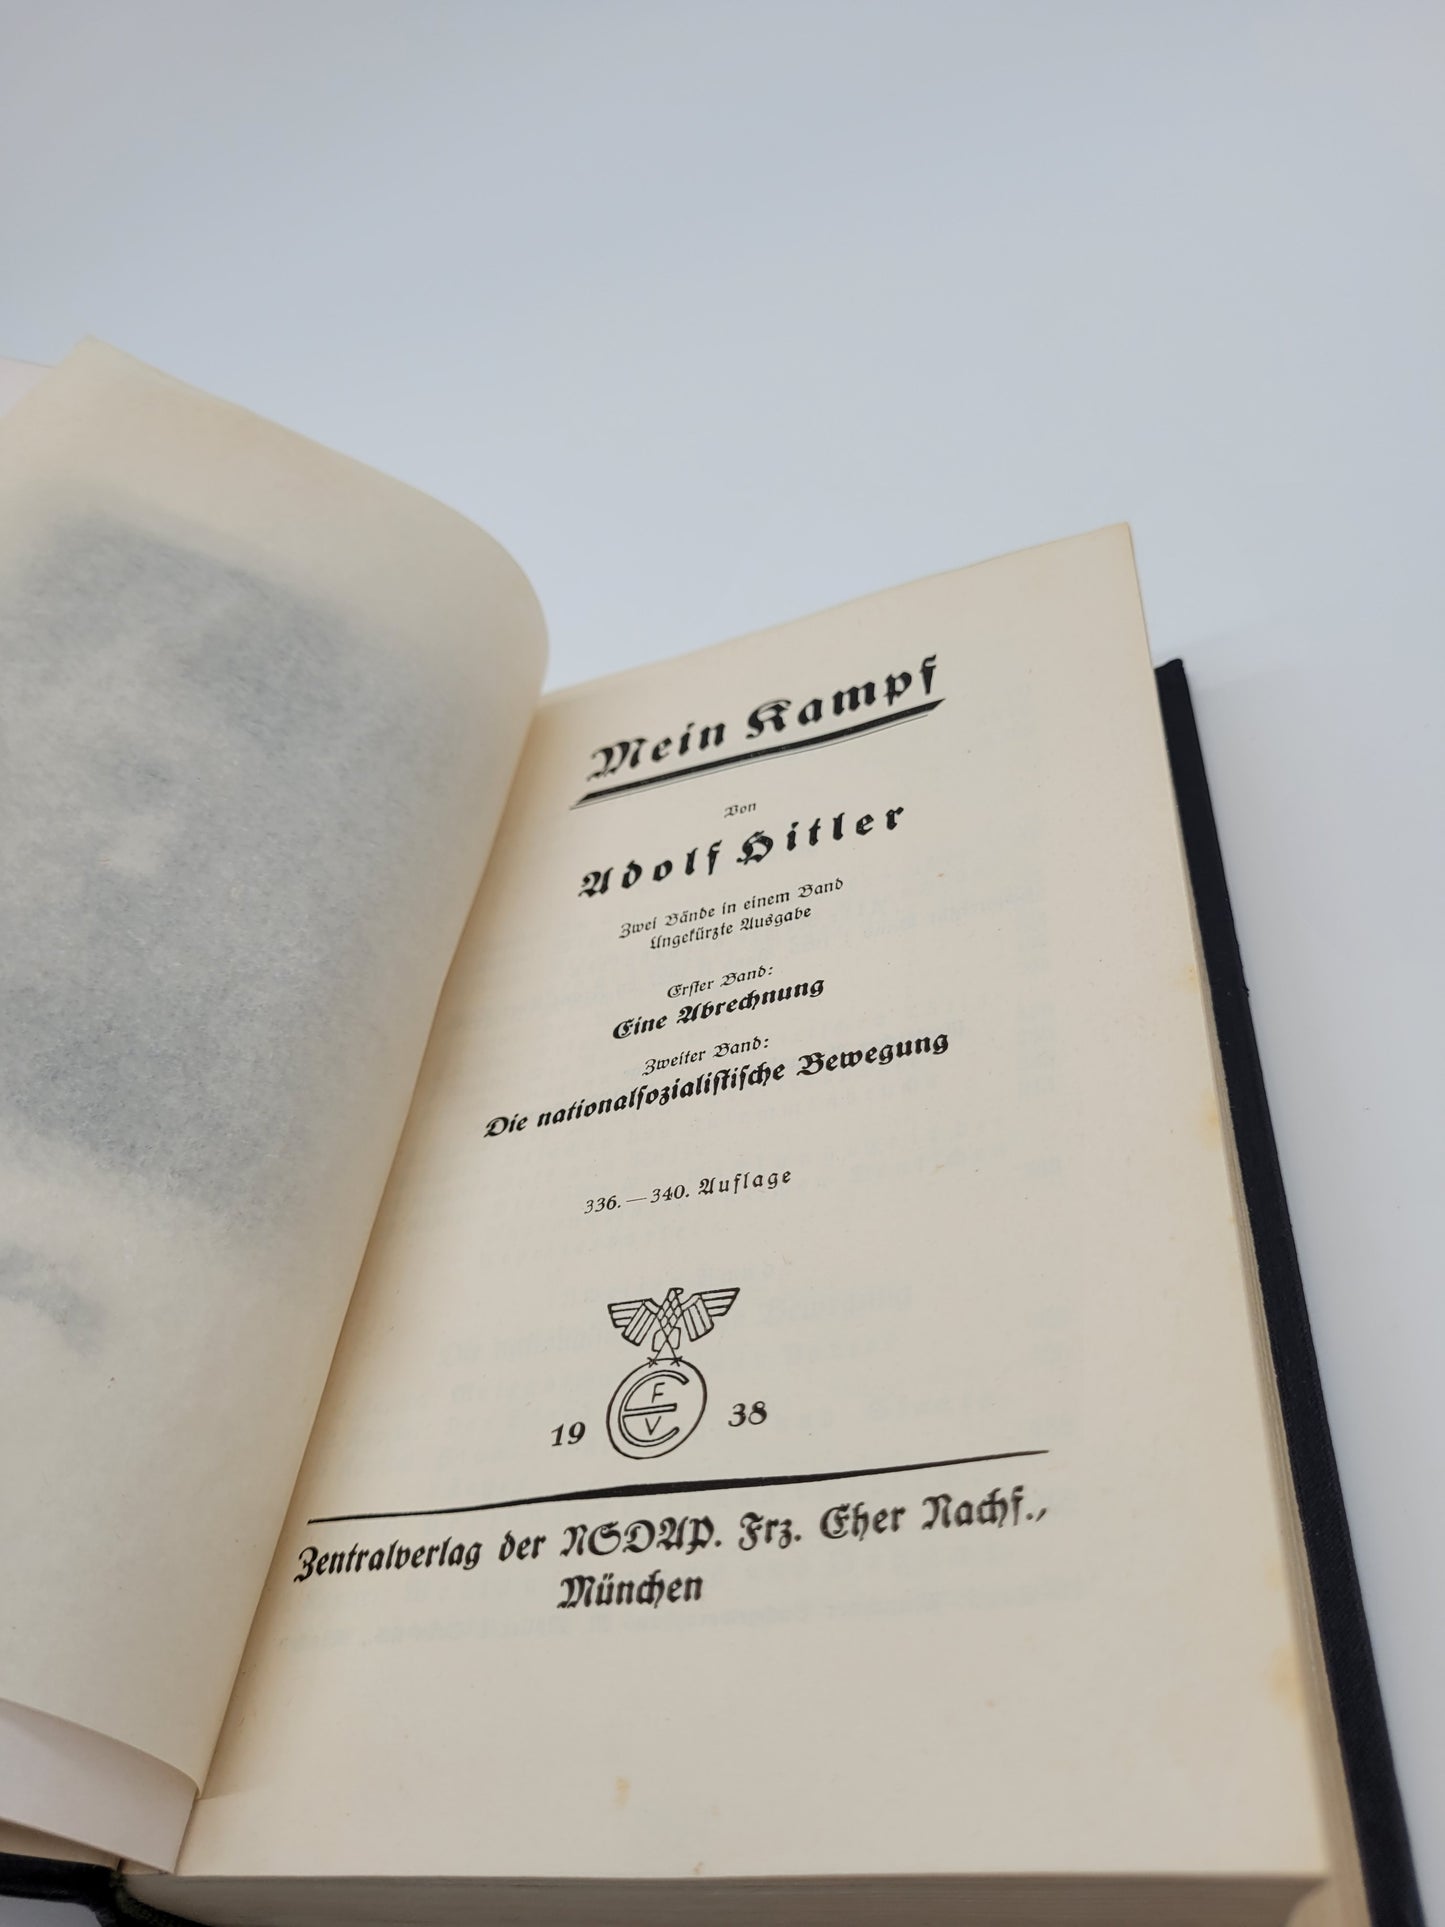 Mein Kampf
Von
Adolf Hitler
Zwei Bände in einem Band
Ungekürzte Ausgabe
Erster Band:
Eine Abrechnung
Zweiter Band:
Die nationalsozialistische Bewegung
336.—340. Auflage
F
E
V
19 38
Zentralverlag der NSDAP. Frz. Eher Nachf.,
München